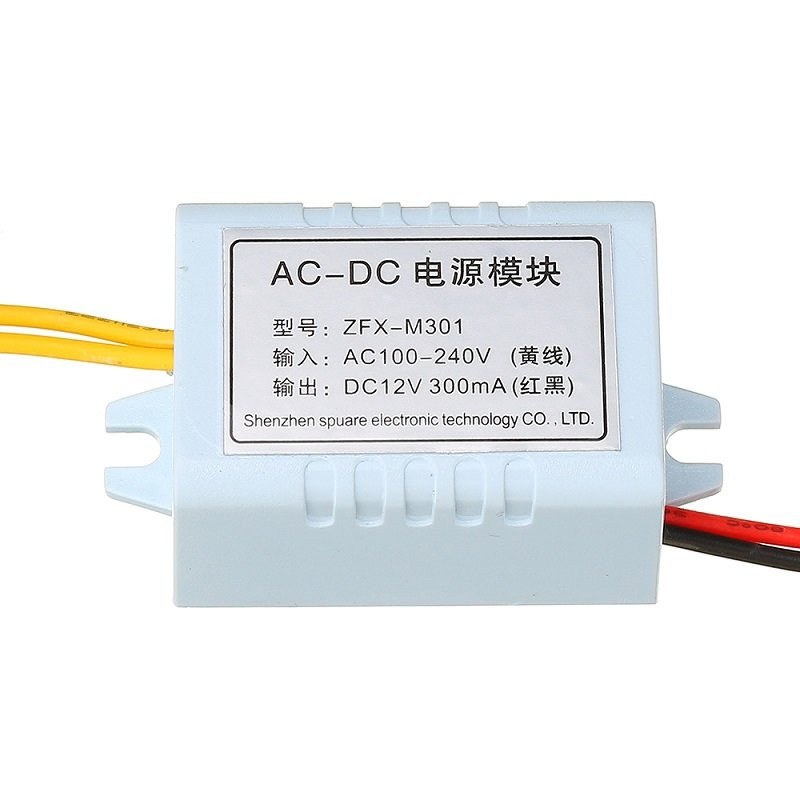 AC-DC 电源模块
型号: ZFX-M301
输入: AC100-240V (黄线)
输出: DC12V 300mA(红黑)
Shenzhen spuare electronic technology CO., LTD.